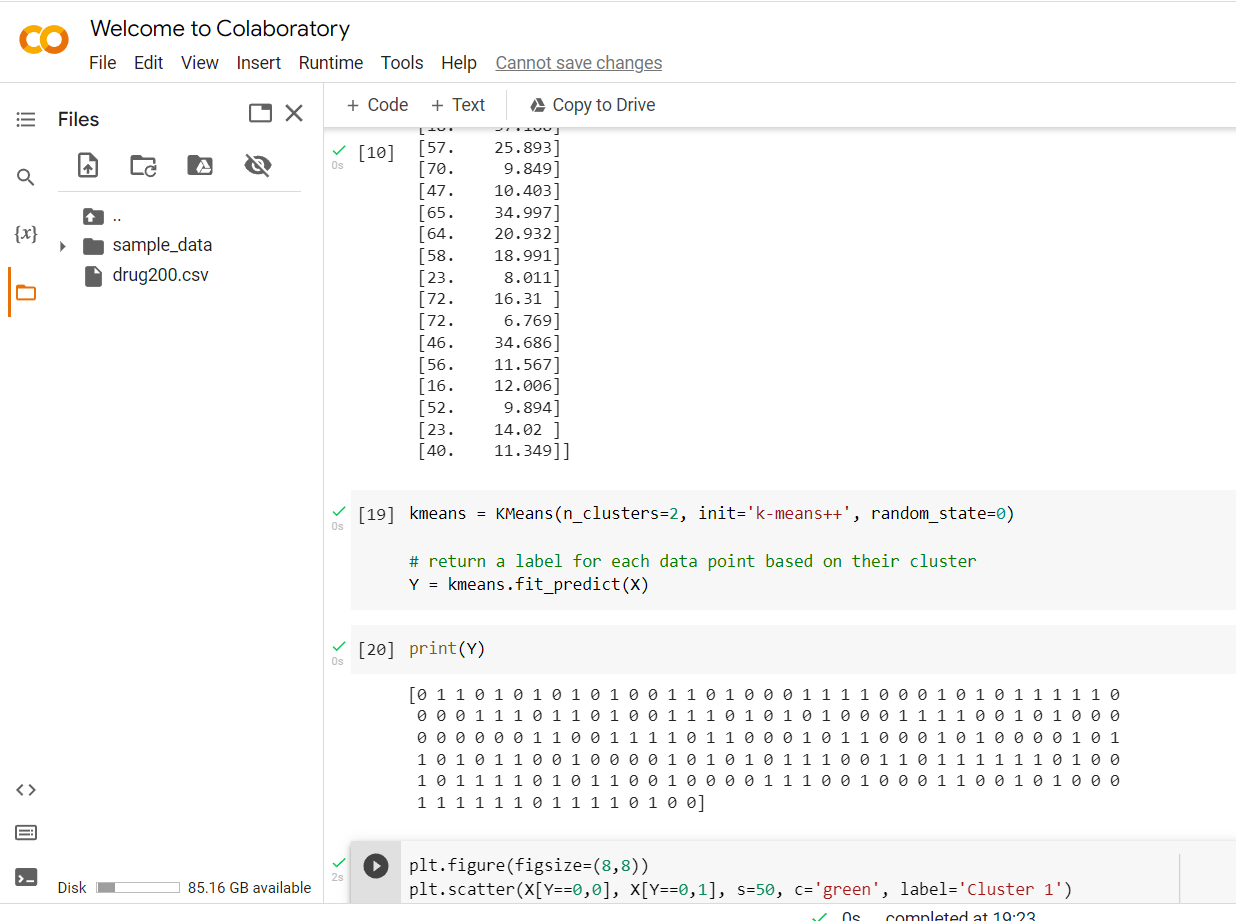 Welcome to Colaboratory
File Edit View Insert Runtime Tools Help Cannot save changes
Files
+ Code + Text Copy to Drive
{x}
..
sample_data
drug200.csv
<>
Disk 85.16 GB available
0s
[10]
[57. 25.893]
[70. 9.849]
[47. 10.403]
[65. 34.997]
[64. 20.932]
[58. 18.991]
[23. 8.011]
[72. 16.31 ]
[72. 6.769]
[46. 34.686]
[56. 11.567]
[16. 12.006]
[52. 9.894]
[23. 14.02 ]
[40. 11.349]]
0s
[19] kmeans = KMeans(n_clusters=2, init='k-means++', random_state=0)
# return a label for each data point based on their cluster
Y = kmeans.fit_predict(X)
0s
[20] print(Y)
[0 1 1 0 1 0 1 0 1 0 1 0 0 1 1 0 1 0 0 0 1 1 1 1 0 0 0 1 0 1 0 1 1 1 1 1 0
0 0 0 1 1 1 0 1 1 0 1 0 0 1 1 1 0 1 0 1 0 1 0 0 0 1 1 1 1 0 0 1 0 1 0 0 0
0 0 0 0 0 0 1 1 0 0 1 1 1 1 0 1 1 0 0 0 1 0 1 1 0 0 0 1 0 1 0 0 0 0 1 0 1
1 0 1 0 1 1 0 0 1 0 0 0 0 1 0 1 0 1 0 1 1 1 0 0 1 1 0 1 1 1 1 1 1 0 1 0 0
1 0 1 1 1 1 0 1 0 1 1 0 0 1 0 0 0 0 1 1 1 0 0 1 0 0 0 1 1 0 0 1 0 1 0 0 0
1 1 1 1 1 1 0 1 1 1 1 0 1 0 0]
2s
plt.figure(figsize=(8,8))
plt.scatter(X[Y==0,0], X[Y==0,1], s=50, c='green', label='Cluster 1')
0s completed at 19:23